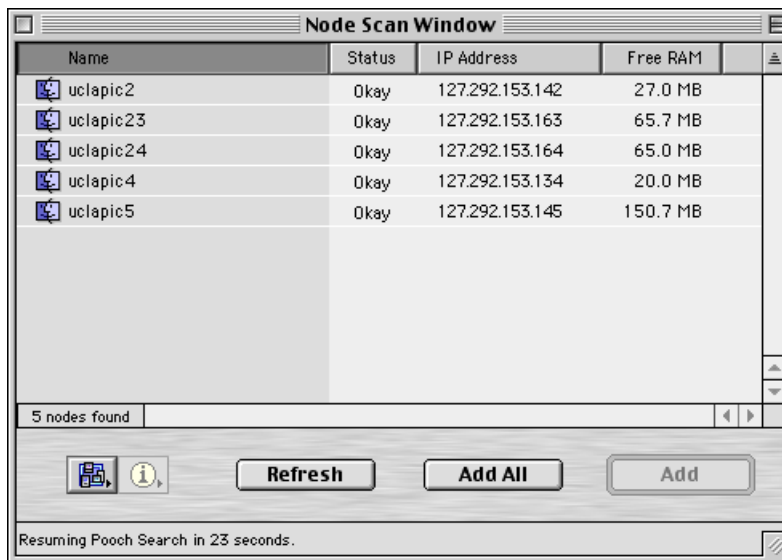 Node Scan Window
Name Status IP Address Free RAM
uclapic2 Okay 127.292.153.142 27.0 MB
uclapic23 Okay 127.292.153.163 65.7 MB
uclapic24 Okay 127.292.153.164 65.0 MB
uclapic4 Okay 127.292.153.134 20.0 MB
uclapic5 Okay 127.292.153.145 150.7 MB
5 nodes found
Refresh Add All Add
Resuming Pooch Search in 23 seconds.